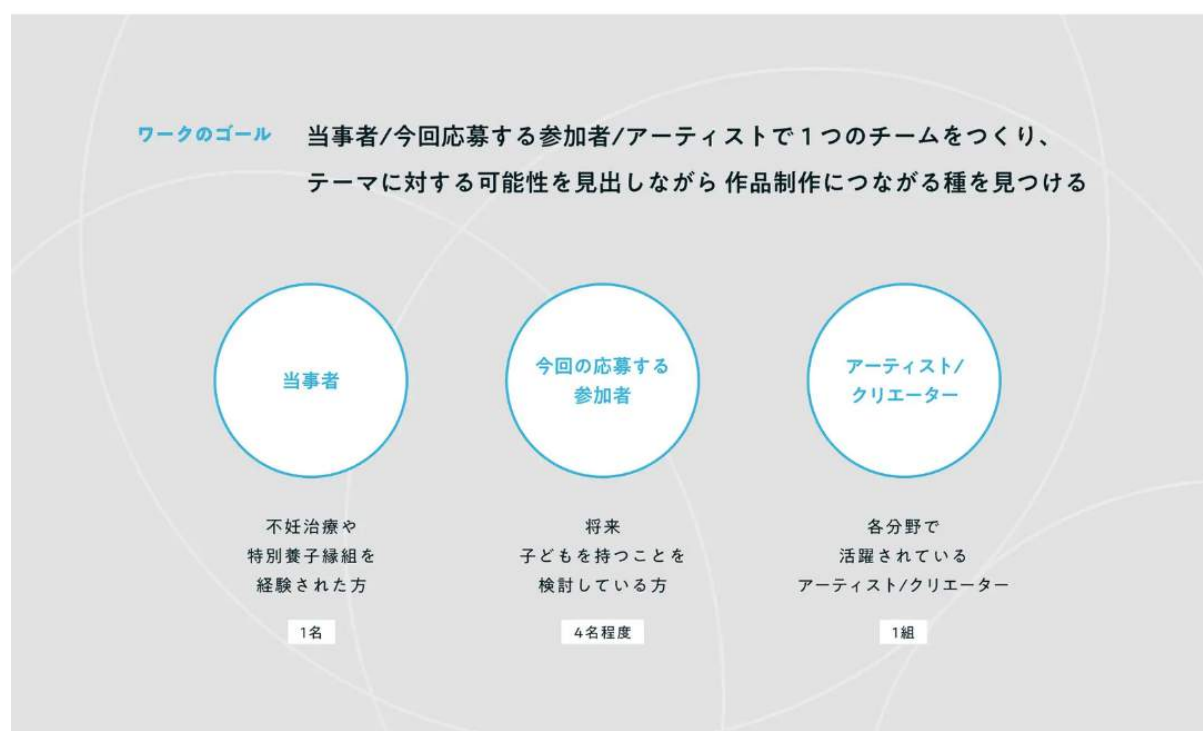 ワークのゴール 当事者/今回応募する参加者/アーティストで1つのチームをつくり、
テーマに対する可能性を見出しながら 作品制作につながる種を見つける
当事者
今回の応募する
参加者
アーティスト/
クリエーター
不妊治療や
特別養子縁組を
経験された方
1名
将来
子どもを持つことを
検討している方
4名程度
各分野で
活躍されている
アーティスト/クリエーター
1組